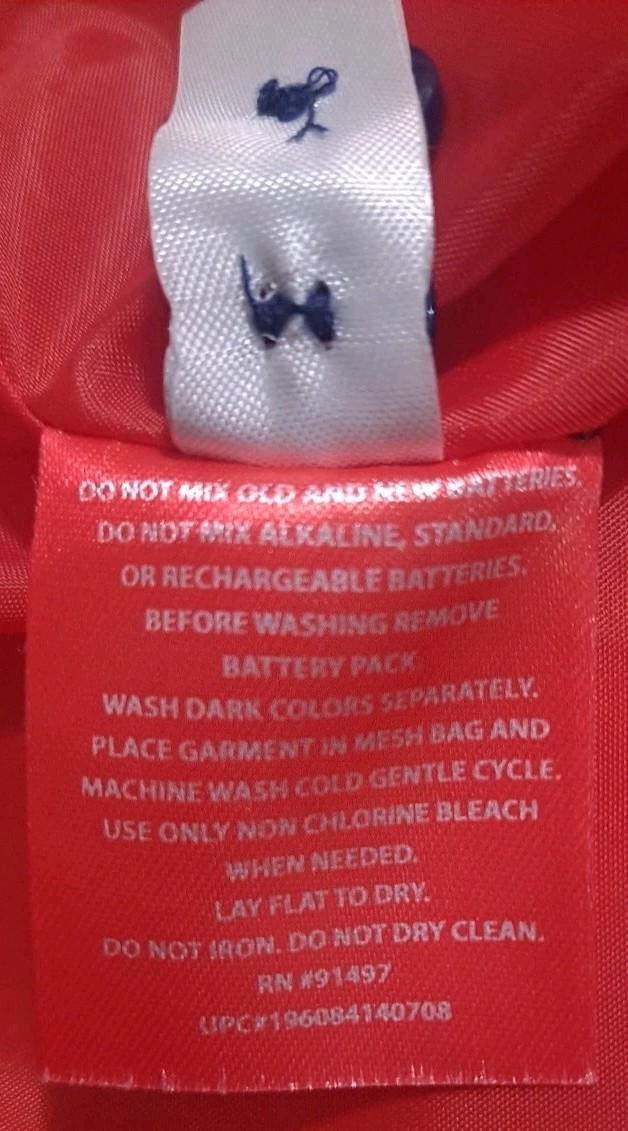 DO NOT MIX OLD AND NEW BATTERIES.
DO NOT MIX ALKALINE, STANDARD,
OR RECHARGEABLE BATTERIES.
BEFORE WASHING REMOVE
BATTERY PACK
WASH DARK COLORS SEPARATELY.
PLACE GARMENT IN MESH BAG AND
MACHINE WASH COLD GENTLE CYCLE.
USE ONLY NON CHLORINE BLEACH
WHEN NEEDED.
LAY FLAT TO DRY.
DO NOT IRON. DO NOT DRY CLEAN.
RN #91497
UPC#196084140708